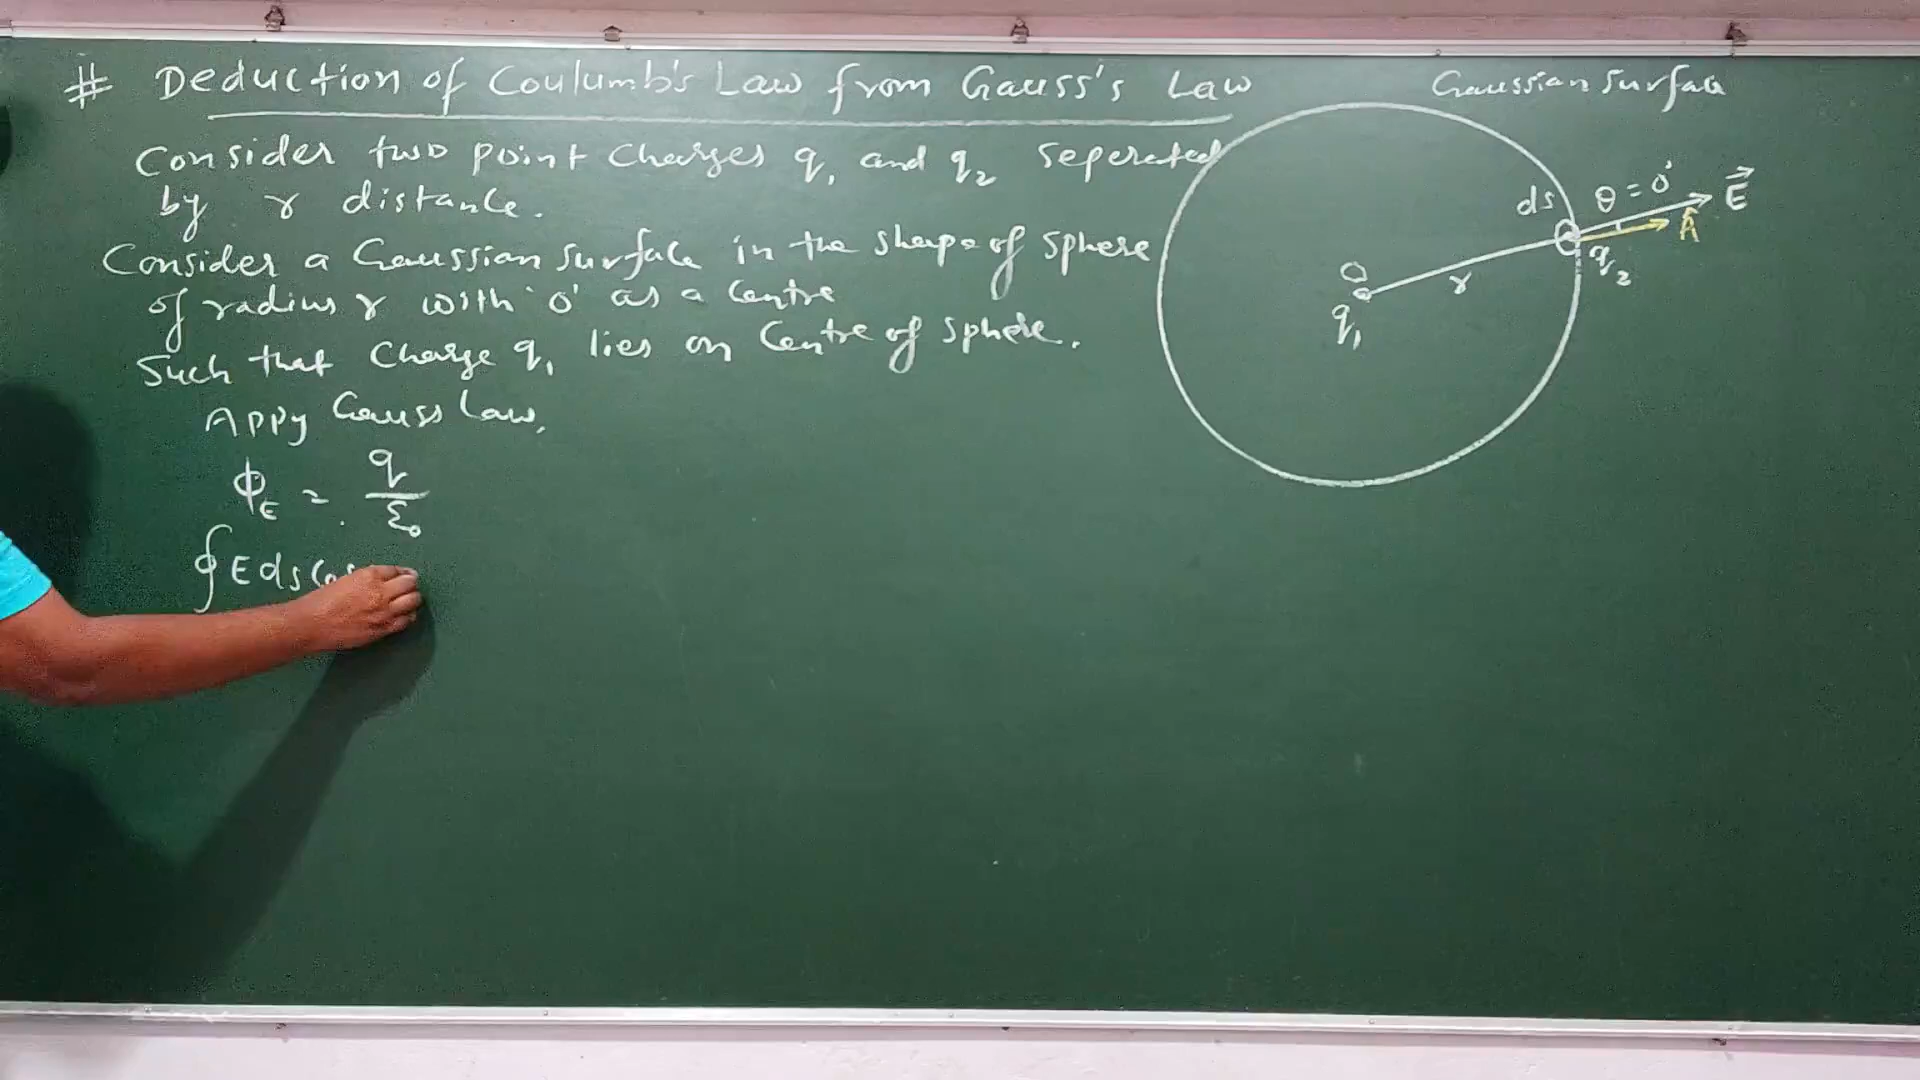 # Deduction of Coulumb's Law from Gauss's Law
Consider two point charges q₁ and q₂ seperated
by r distance.
Consider a Gaussian surface in the shape of sphere
of radius r with 'o' as a Centre
Such that charge q₁ lies on Centre of sphere.
Appy Gauss Law,
ϕ_E = q/ε₀
∮ E ds Cos
Gaussian surface
ds θ = 0° E⃗
n̂
q₂
O
r
q₁